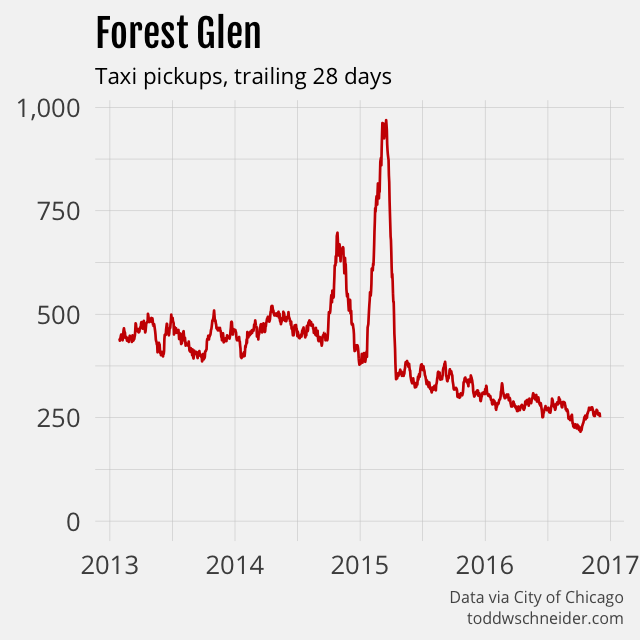 Forest Glen
Taxi pickups, trailing 28 days
1,000
750
500
250
0
2013 2014 2015 2016 2017
Data via City of Chicago
toddwschneider.com